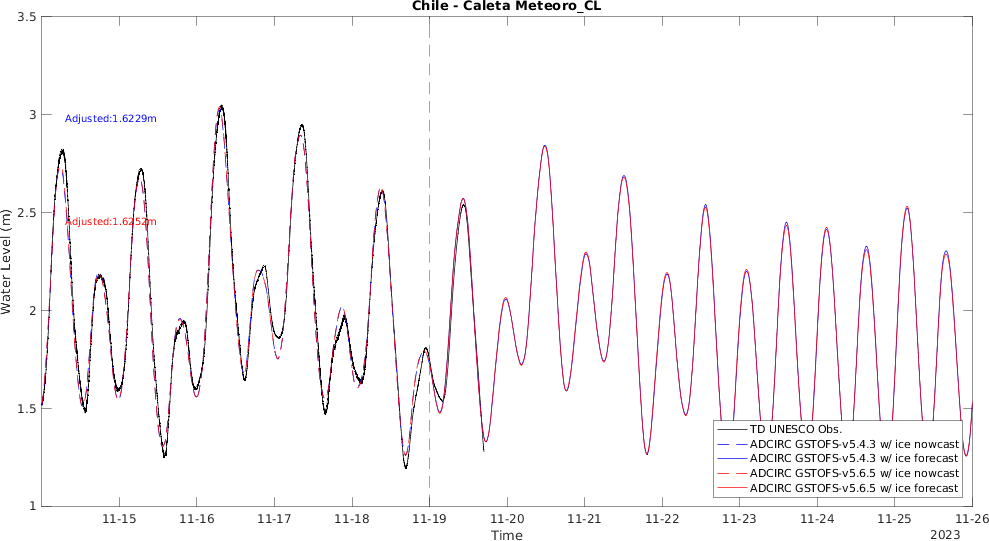 Chile - Caleta Meteoro_CL
3.5
3
2.5
2
1.5
1
Water Level (m)
Adjusted:1.6229m
Adjusted:1.6252m
TD UNESCO Obs.
ADCIRC GSTOFS-v5.4.3 w/ ice nowcast
ADCIRC GSTOFS-v5.4.3 w/ ice forecast
ADCIRC GSTOFS-v5.6.5 w/ ice nowcast
ADCIRC GSTOFS-v5.6.5 w/ ice forecast
11-15 11-16 11-17 11-18 11-19 11-20 11-21 11-22 11-23 11-24 11-25 11-26
Time
2023